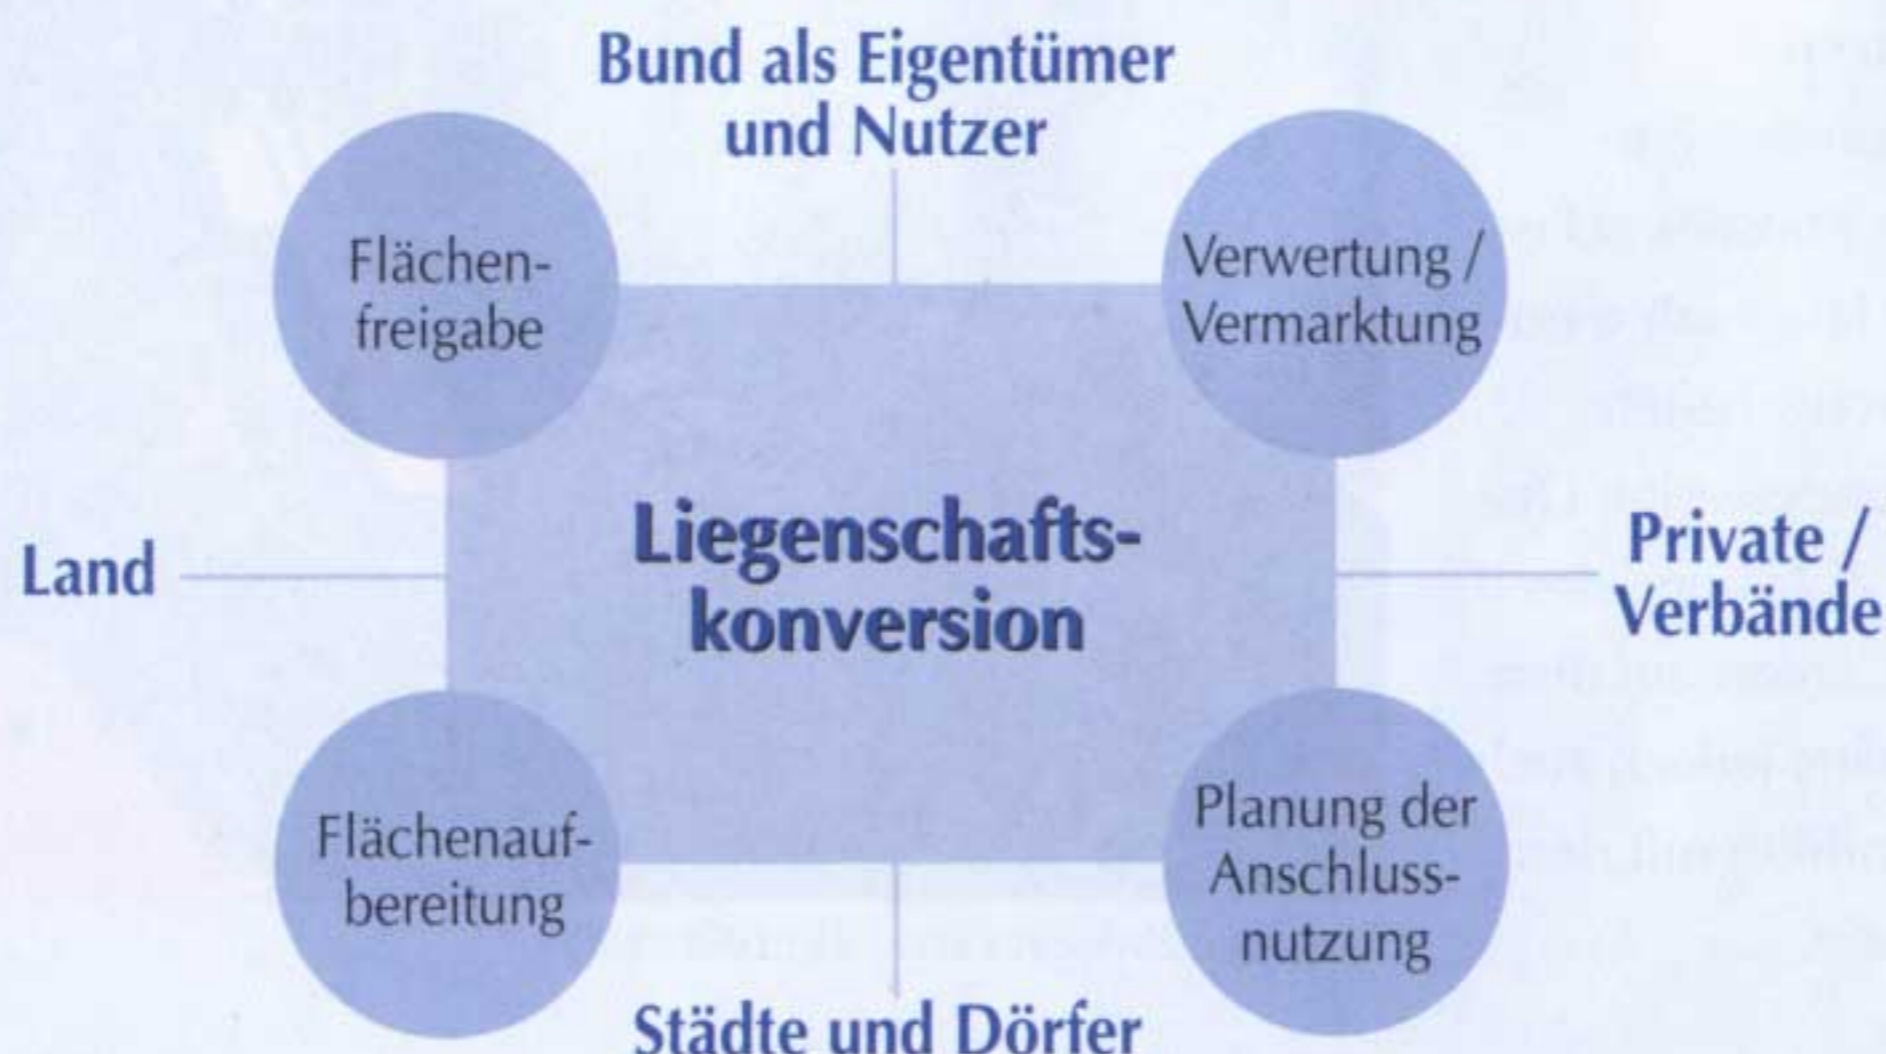 Bund als Eigentümer
und Nutzer
Flächen-
freigabe
Verwertung /
Vermarktung
Liegenschafts-
konversion
Land
Private /
Verbände
Flächenauf-
bereitung
Planung der
Anschluss-
nutzung
Städte und Dörfer